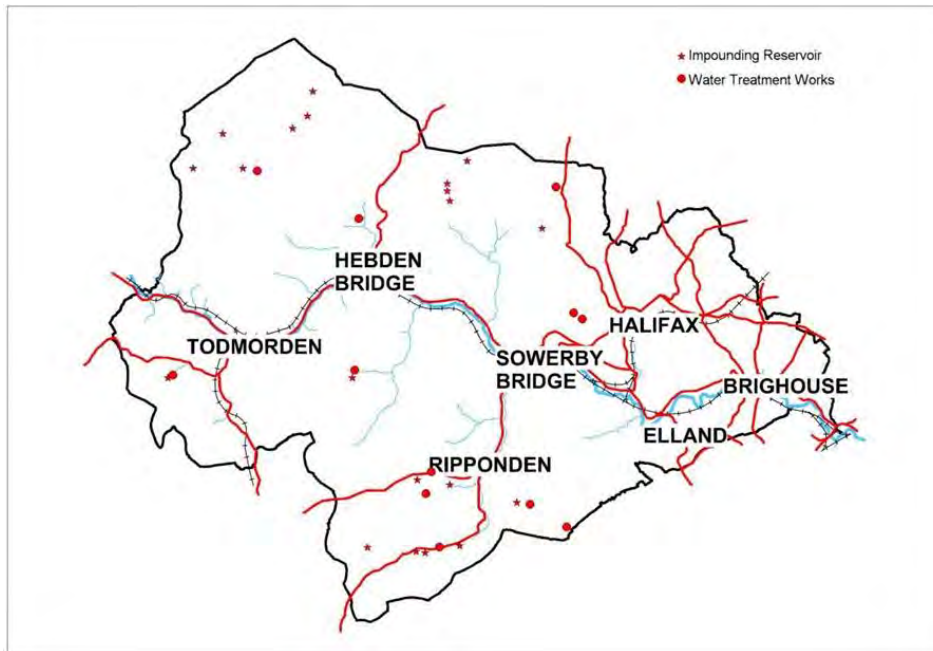 Impounding Reservoir
Water Treatment Works
HEBDEN
BRIDGE
TODMORDEN
HALIFAX
SOWERBY
BRIDGE
BRIGHOUSE
ELLAND
RIPPONDEN